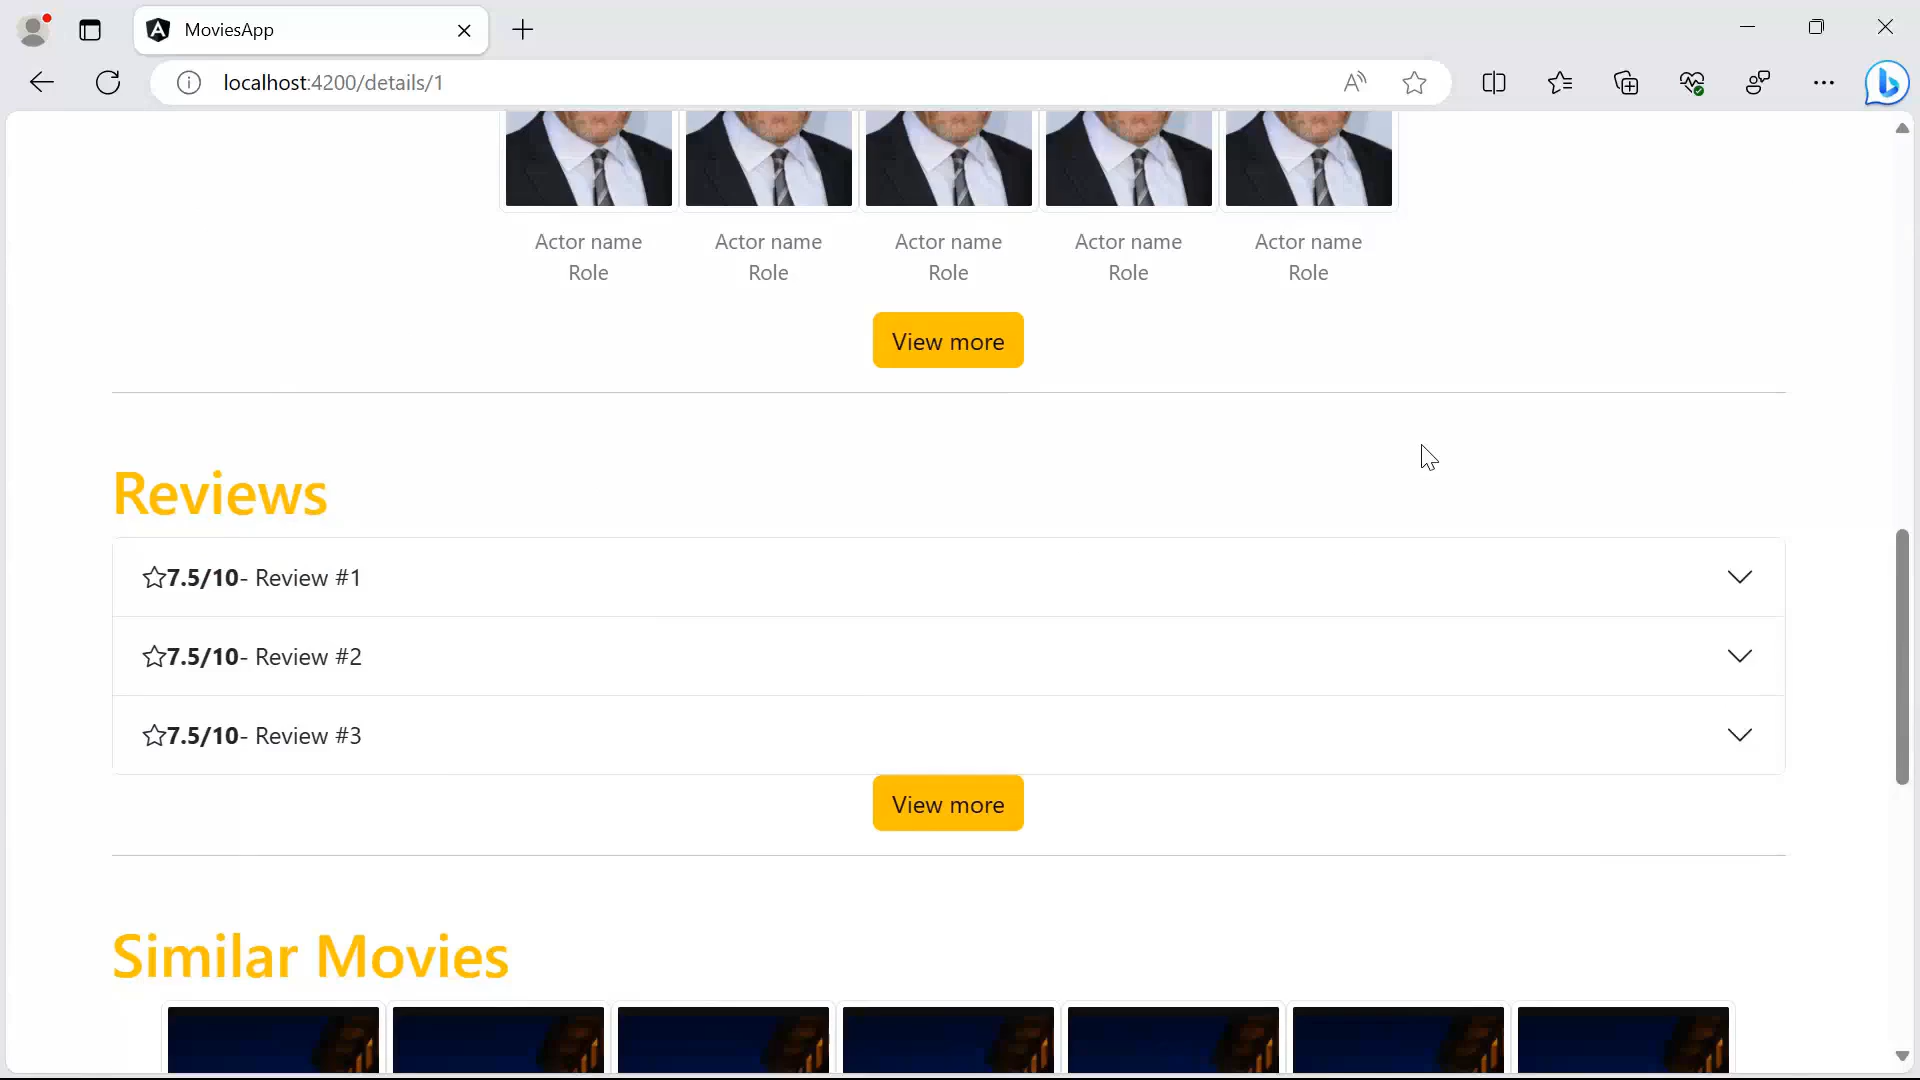 MoviesApp
localhost:4200/details/1
Actor name Actor name Actor name Actor name Actor name
Role Role Role Role Role
View more
Reviews
7.5/10- Review #1
7.5/10- Review #2
7.5/10- Review #3
View more
Similar Movies